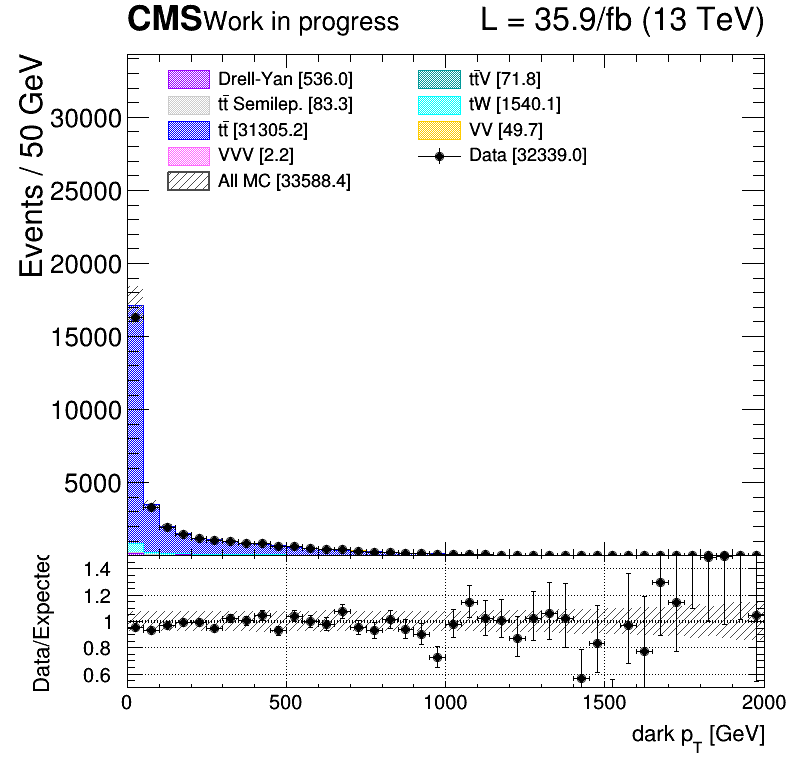 CMS Work in progress L = 35.9/fb (13 TeV)
Events / 50 GeV
30000
25000
20000
15000
10000
5000
Drell-Yan [536.0]
tt̄ Semilep. [83.3]
tt̄ [31305.2]
VVV [2.2]
All MC [33588.4]
tt̄V [71.8]
tW [1540.1]
VV [49.7]
Data [32339.0]
Data/Expected
1.4
1.2
1
0.8
0.6
0 500 1000 1500 2000
dark p_T [GeV]